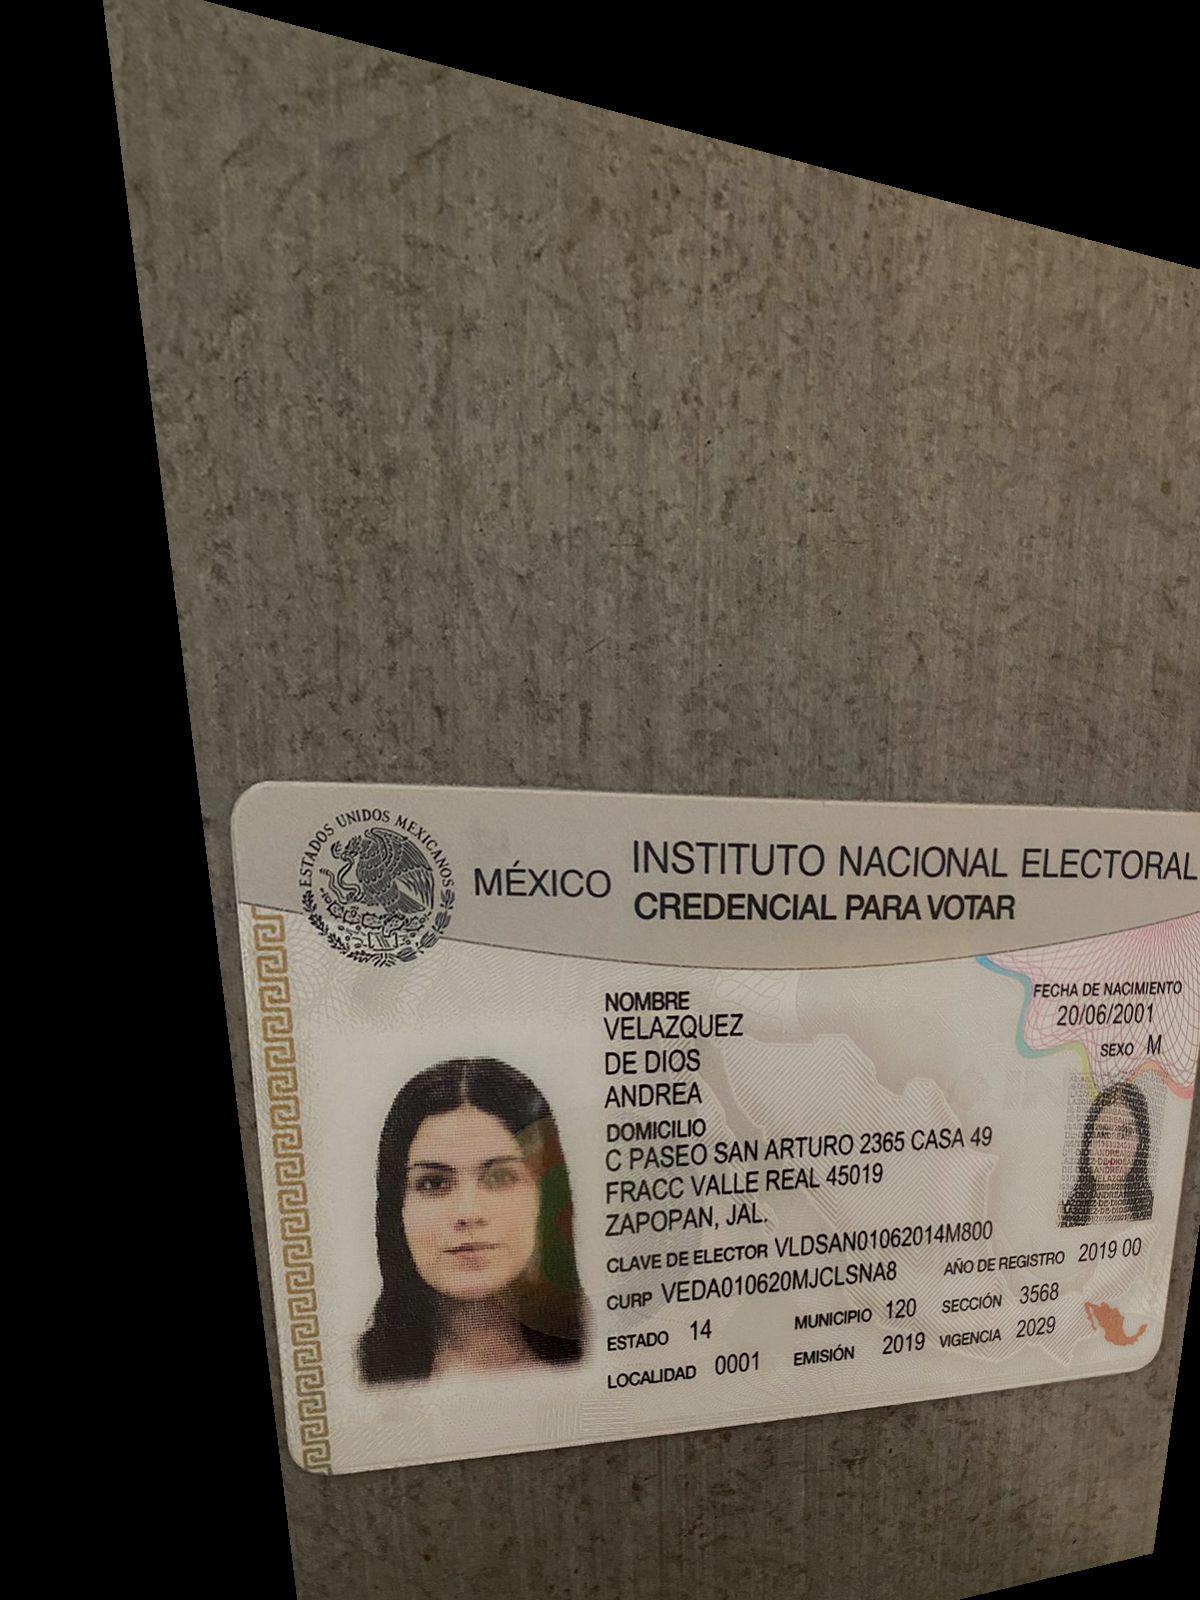 ESTADOS UNIDOS MEXICANOS
MÉXICO
INSTITUTO NACIONAL ELECTORAL
CREDENCIAL PARA VOTAR
FECHA DE NACIMIENTO
20/06/2001
SEXO M
NOMBRE
VELAZQUEZ
DE DIOS
ANDREA
DOMICILIO
C PASEO SAN ARTURO 2365 CASA 49
FRACC VALLE REAL 45019
ZAPOPAN, JAL.
CLAVE DE ELECTOR VLDSAN01062014M800
CURP VEDA010620MJCLSNA8 AÑO DE REGISTRO 2019 00
ESTADO 14 MUNICIPIO 120 SECCIÓN 3568
LOCALIDAD 0001 EMISIÓN 2019 VIGENCIA 2029